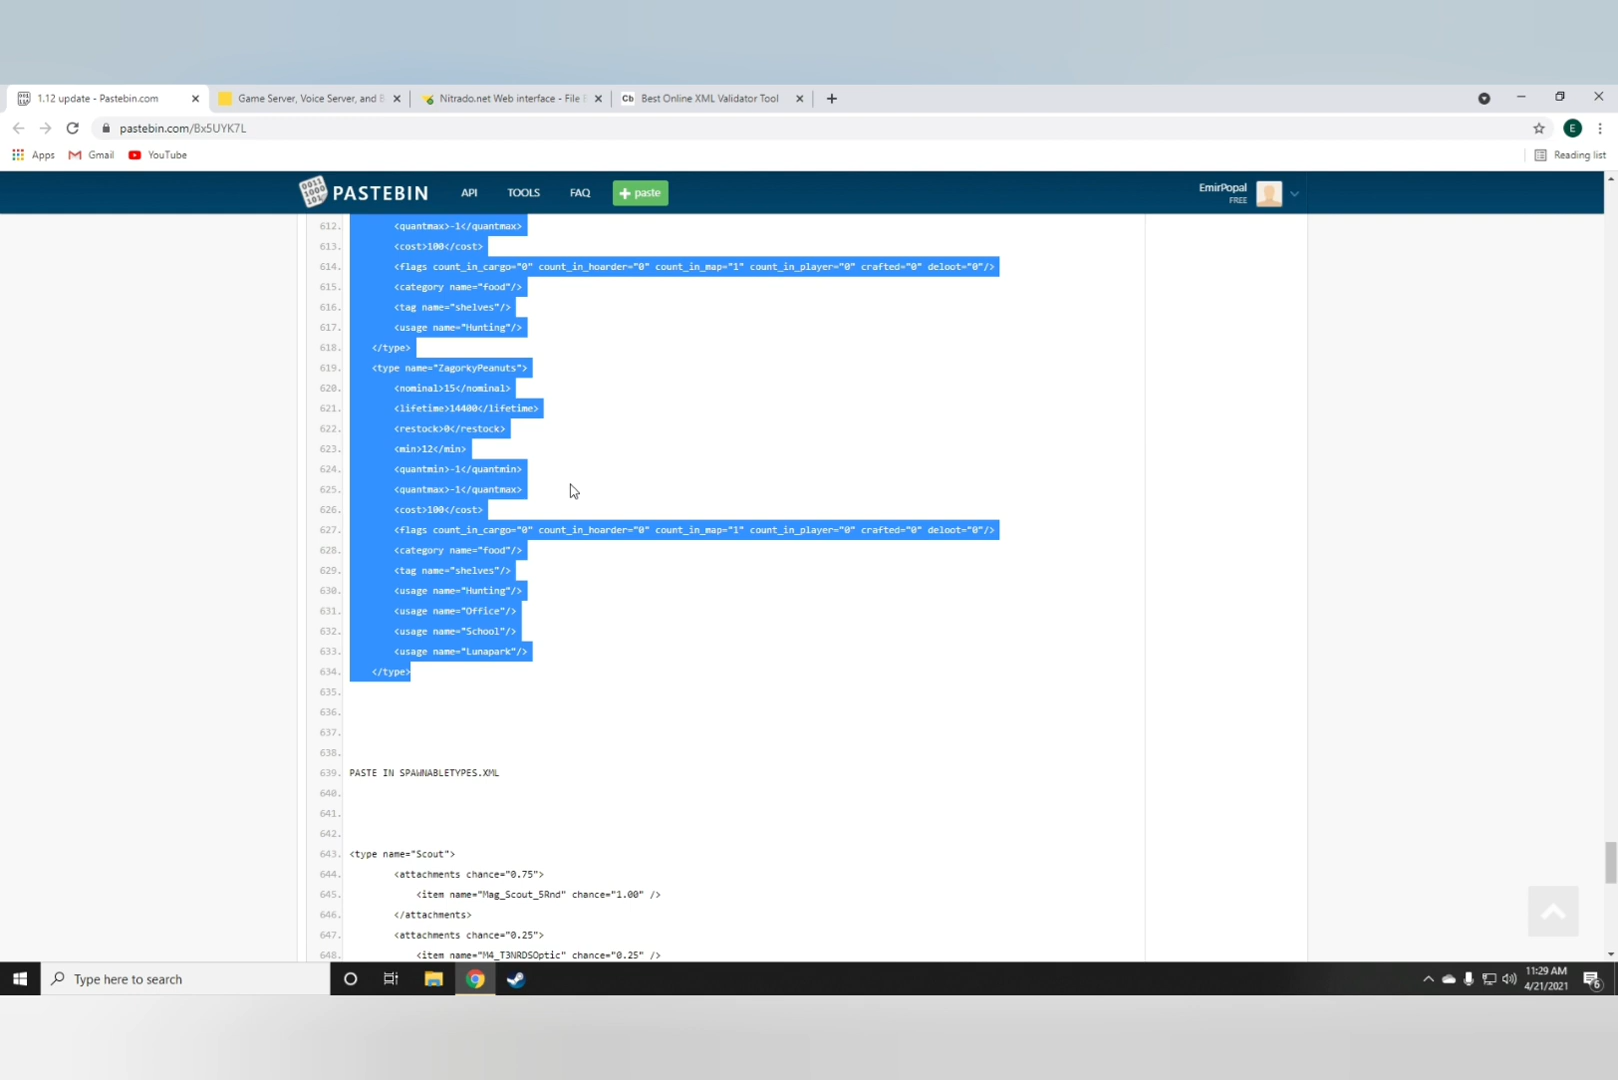 1.12 update - Pastebin.com
Game Server, Voice Server, and
Nitrado.net Web interface - File
Cb Best Online XML Validator Tool
pastebin.com/Bx5UYK7L
E
Apps Gmail YouTube Reading list
PASTEBIN API TOOLS FAQ + paste EmirPopal
FREE
612. <quantmax>-1</quantmax>
613. <cost>100</cost>
614. <flags count_in_cargo="0" count_in_hoarder="0" count_in_map="1" count_in_player="0" crafted="0" deloot="0"/>
615. <category name="food"/>
616. <tag name="shelves"/>
617. <usage name="Hunting"/>
618. </type>
619. <type name="ZagorkyPeanuts">
620. <nominal>15</nominal>
621. <lifetime>14400</lifetime>
622. <restock>0</restock>
623. <min>12</min>
624. <quantmin>-1</quantmin>
625. <quantmax>-1</quantmax>
626. <cost>100</cost>
627. <flags count_in_cargo="0" count_in_hoarder="0" count_in_map="1" count_in_player="0" crafted="0" deloot="0"/>
628. <category name="food"/>
629. <tag name="shelves"/>
630. <usage name="Hunting"/>
631. <usage name="Office"/>
632. <usage name="School"/>
633. <usage name="Lunapark"/>
634. </type>
635.
636.
637.
638.
639. PASTE IN SPAWNABLETYPES.XML
640.
641.
642.
643. <type name="Scout">
644. <attachments chance="0.75">
645. <item name="Mag_Scout_5Rnd" chance="1.00" />
646. </attachments>
647. <attachments chance="0.25">
648. <item name="M4_T3NRDSOptic" chance="0.25" />
Type here to search
11:29 AM
4/21/2021
6